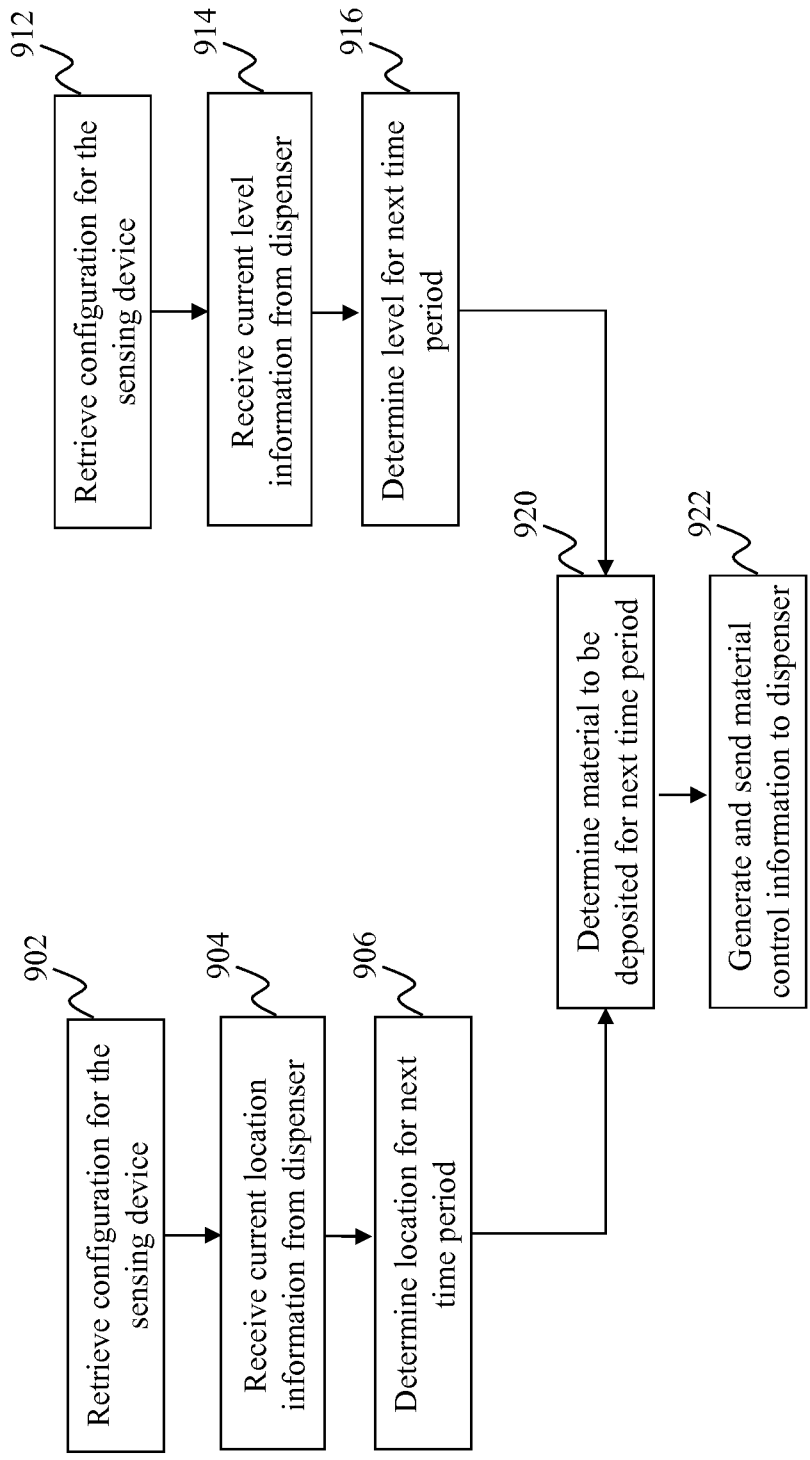 902
Retrieve configuration for the
sensing device
904
Receive current location
information from dispenser
906
Determine location for next
time period
912
Retrieve configuration for the
sensing device
914
Receive current level
information from dispenser
916
Determine level for next time
period
920
Determine material to be
deposited for next time period
922
Generate and send material
control information to dispenser